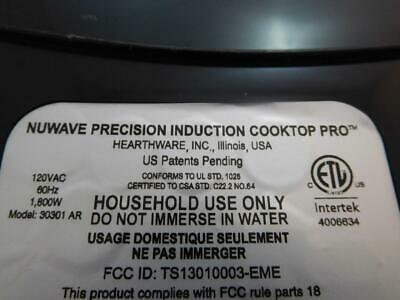 NUWAVE PRECISION INDUCTION COOKTOP PRO™
HEARTHWARE, INC., Illinois, USA
US Patents Pending
CONFORMS TO UL STD. 1026
CERTIFIED TO CSA STD. C22.2 NO.64
120VAC
60Hz
1,800W
Model: 30301 AR
HOUSEHOLD USE ONLY
DO NOT IMMERSE IN WATER
USAGE DOMESTIQUE SEULEMENT
NE PAS IMMERGER
FCC ID: TS13010003-EME
This product complies with FCC rule parts 18
ETL
C US
Intertek
4006634